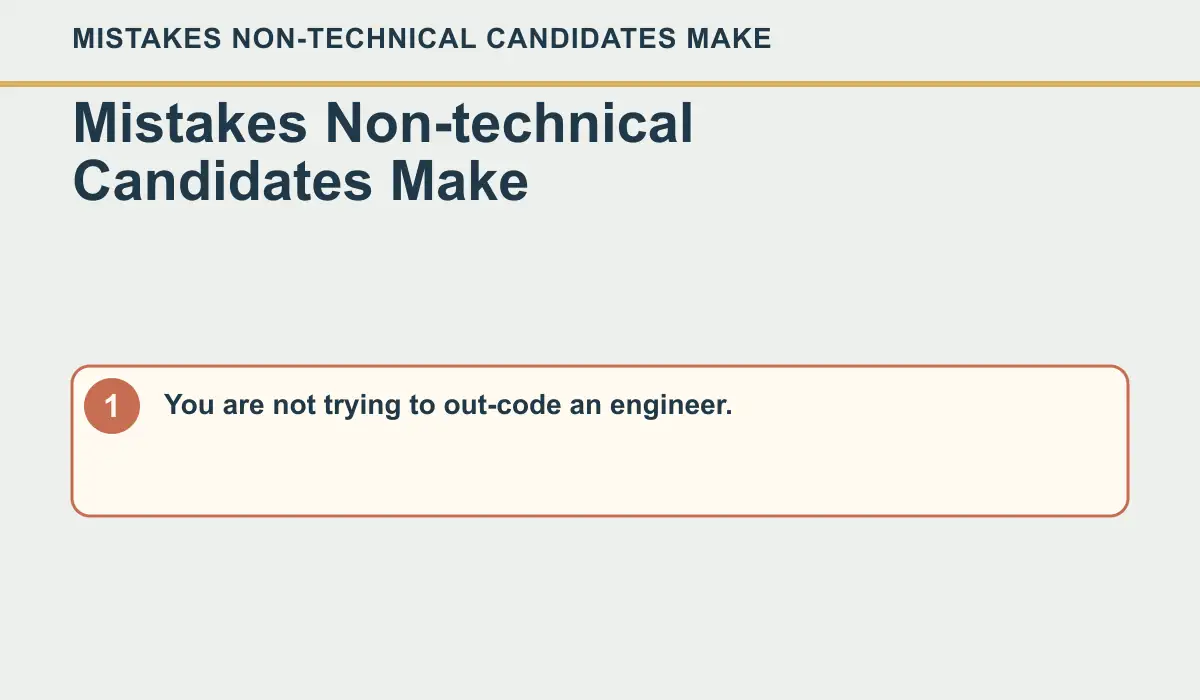 MISTAKES NON-TECHNICAL CANDIDATES MAKE
Mistakes Non-technical
Candidates Make
1 You are not trying to out-code an engineer.